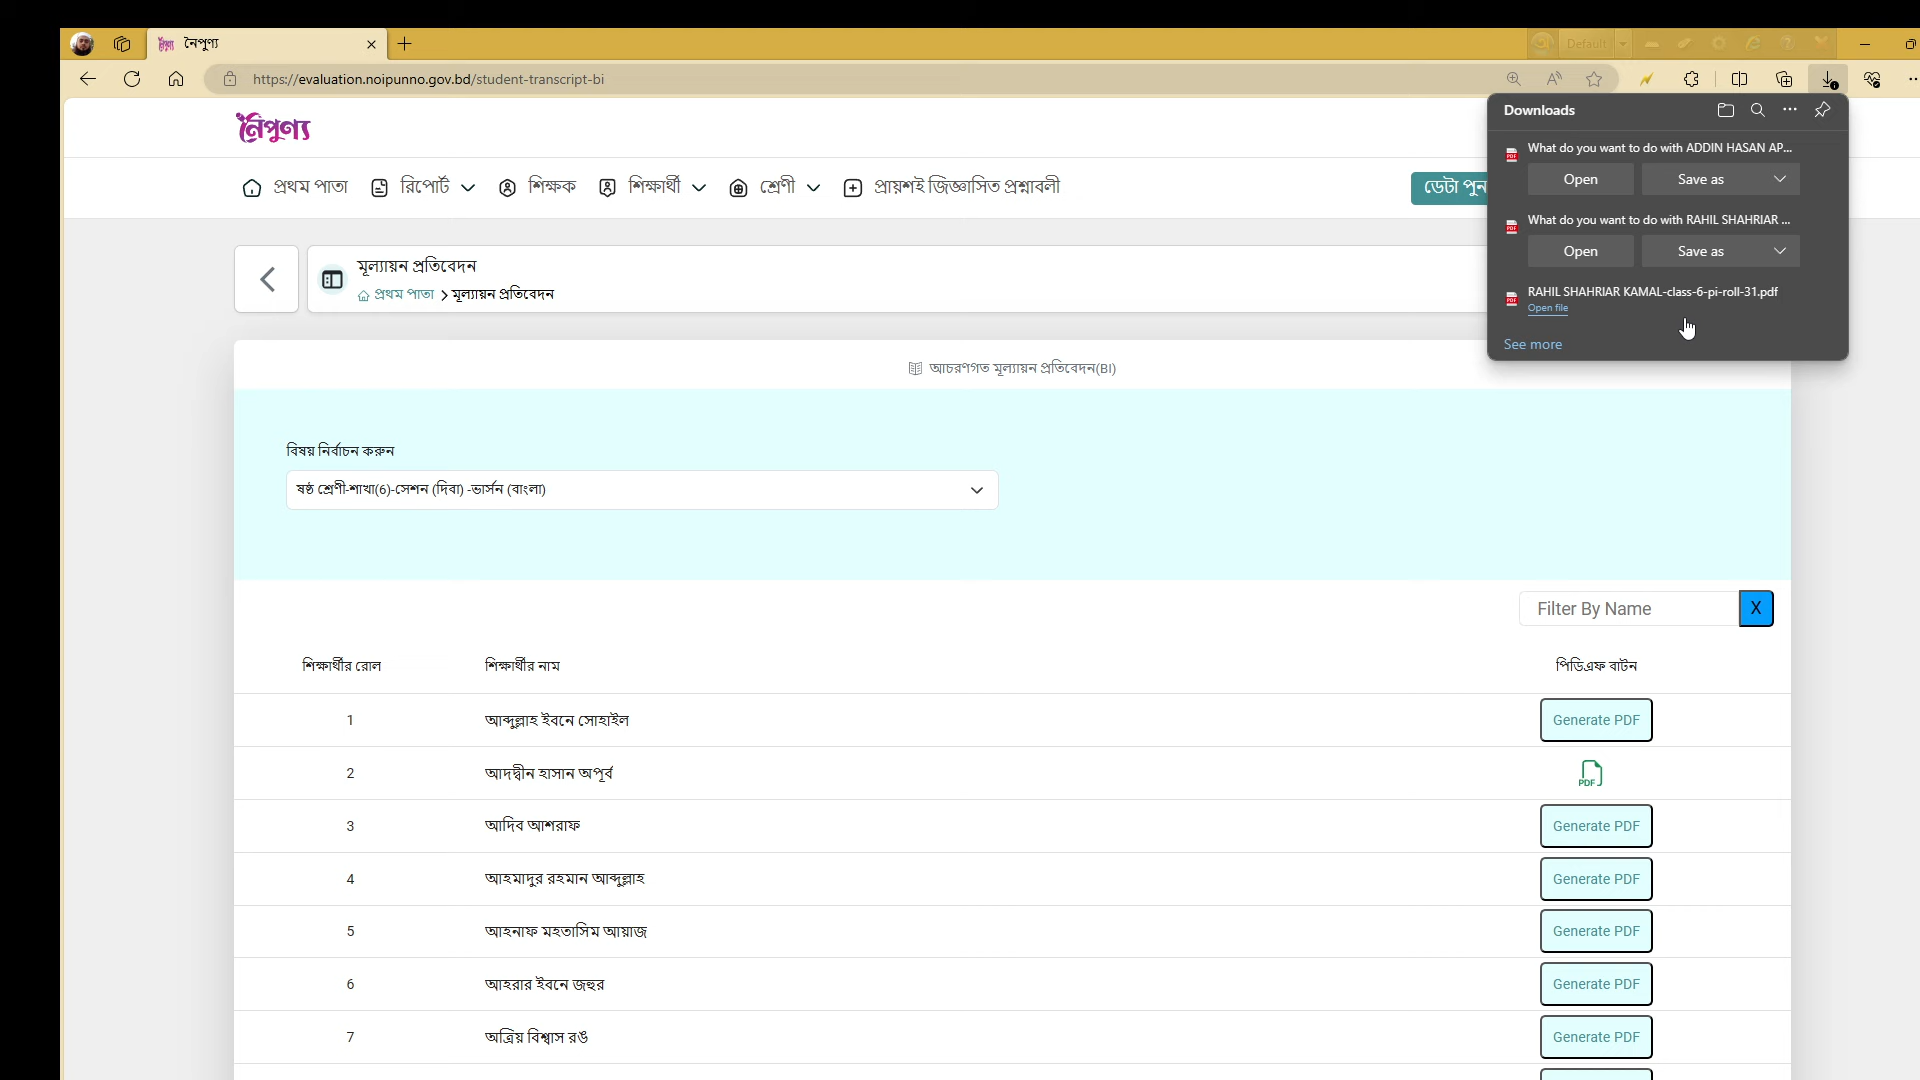 নৈপুণ্য
Default
https://evaluation.noipunno.gov.bd/student-transcript-bi
নৈপুণ্য
Downloads
What do you want to do with ADDIN HASAN AP...
Open
Save as
What do you want to do with RAHIL SHAHRIAR ...
Open
Save as
RAHIL SHAHRIAR KAMAL-class-6-pi-roll-31.pdf
Open file
See more
প্রথম পাতা
রিপোর্ট
শিক্ষক
শিক্ষার্থী
শ্রেণী
প্রায়শই জিজ্ঞাসিত প্রশ্নাবলী
ডেটা পুন
মূল্যায়ন প্রতিবেদন
প্রথম পাতা > মূল্যায়ন প্রতিবেদন
আচরণগত মূল্যায়ন প্রতিবেদন(BI)
বিষয় নির্বাচন করুন
ষষ্ঠ শ্রেণী-শাখা(6)-সেশন (দিবা) -ভার্সন (বাংলা)
Filter By Name X
শিক্ষার্থীর রোল শিক্ষার্থীর নাম পিডিএফ বাটন
1 আব্দুল্লাহ ইবনে সোহাইল Generate PDF
2 আদদ্বীন হাসান অপূর্ব PDF
3 আদিব আশরাফ Generate PDF
4 আহমাদুর রহমান আব্দুল্লাহ Generate PDF
5 আহনাফ মহতাসিম আয়াজ Generate PDF
6 আহরার ইবনে জহুর Generate PDF
7 অত্রিয় বিশ্বাস রঙ Generate PDF